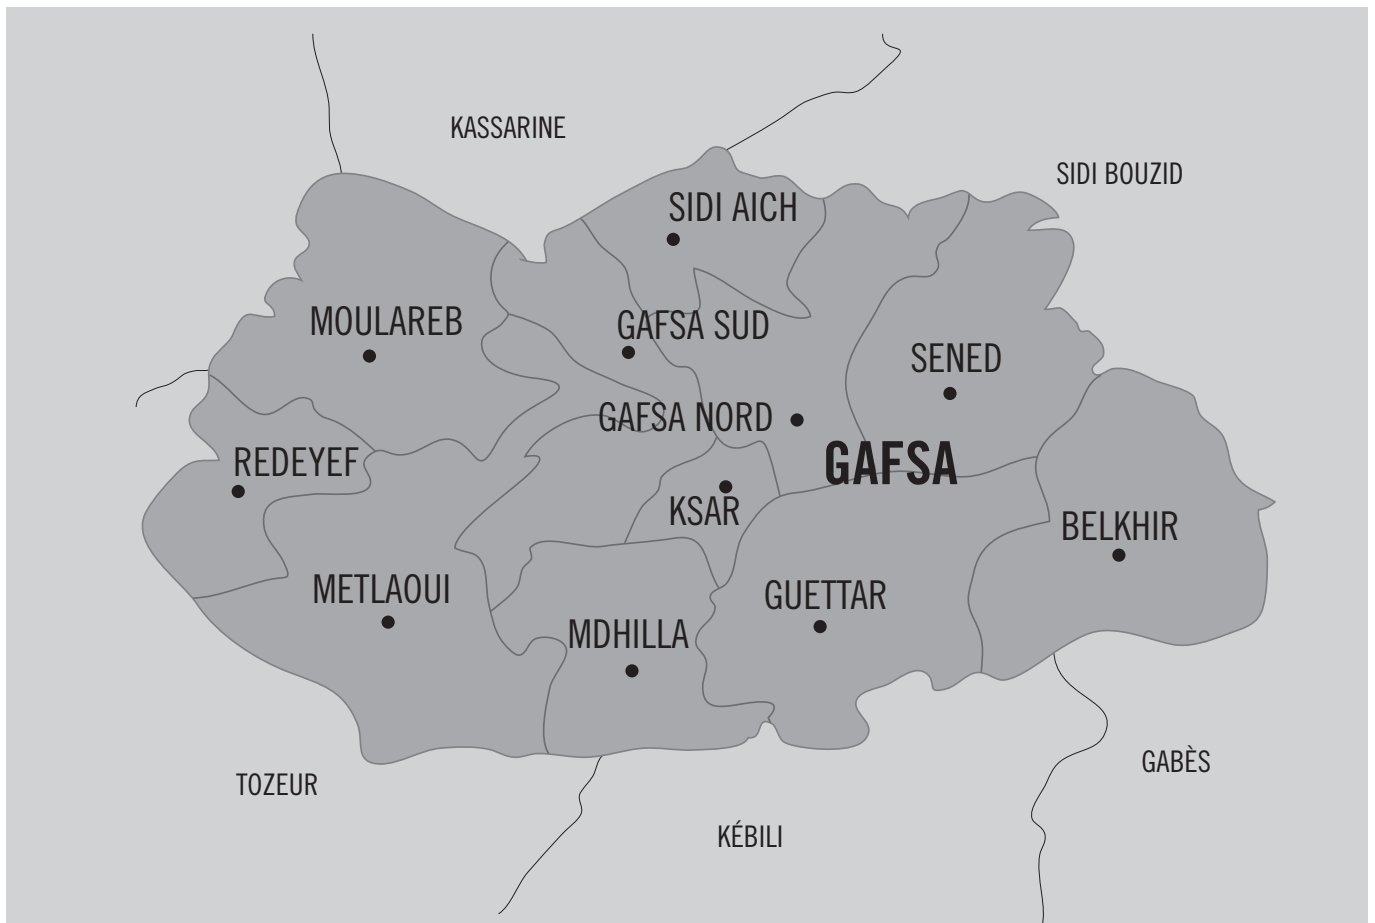 KASSARINE
SIDI BOUZID
SIDI AICH
MOULAREB
GAFSA SUD
SENED
GAFSA NORD
GAFSA
REDEYEF
KSAR
BELKHIR
METLAOUI
GUETTAR
MDHILLA
GABÈS
TOZEUR
KÉBILI